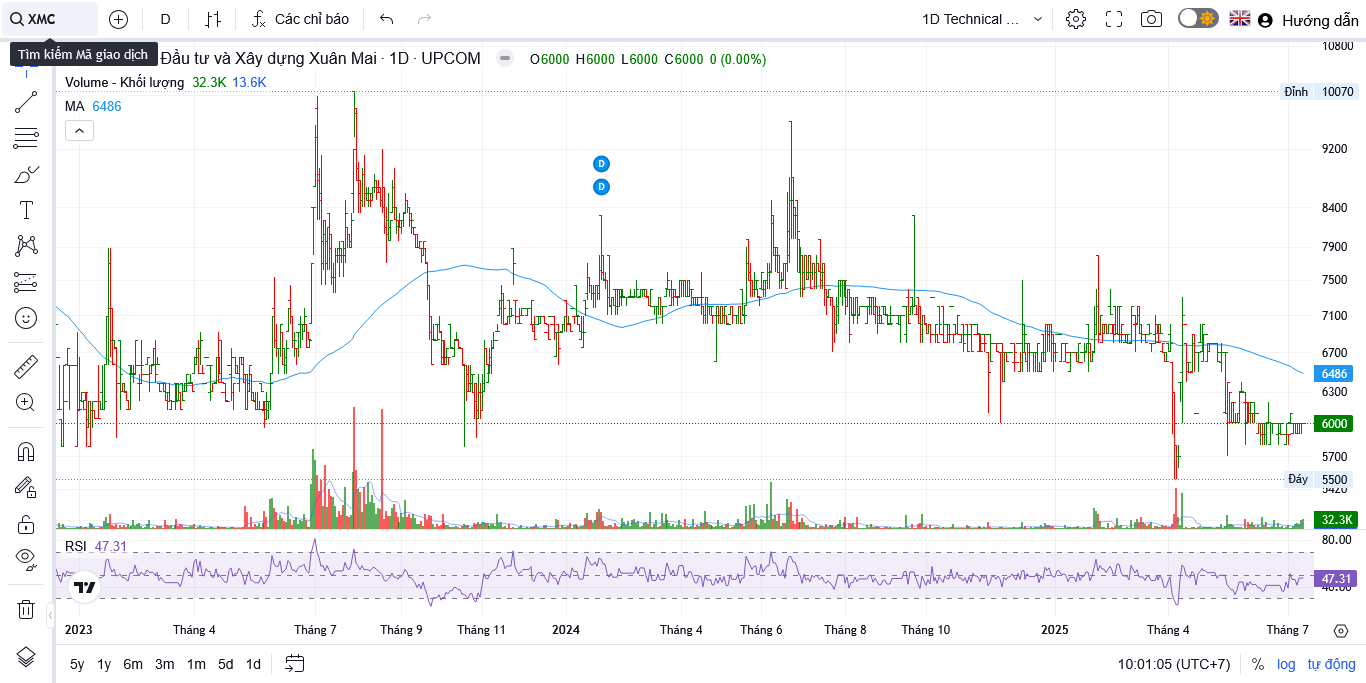 XMC
D
Các chỉ báo
1D Technical ...
Hướng dẫn
Tìm kiếm Mã giao dịch
Đầu tư và Xây dựng Xuân Mai · 1D · UPCOM
O6000 H6000 L6000 C6000 0 (0.00%)
Volume - Khối lượng 32.3K 13.6K
MA 6486
10800
Đỉnh 10070
9200
D
D
8400
7900
7500
7100
6700
6486
6300
6000
5700
Đáy 5500
5420
32.3K
RSI 47.31
80.00
47.31
40.00
2023 Tháng 4 Tháng 7 Tháng 9 Tháng 11 2024 Tháng 4 Tháng 6 Tháng 8 Tháng 10 2025 Tháng 4 Tháng 7
5y 1y 6m 3m 1m 5d 1d
10:01:05 (UTC+7) % log tự động